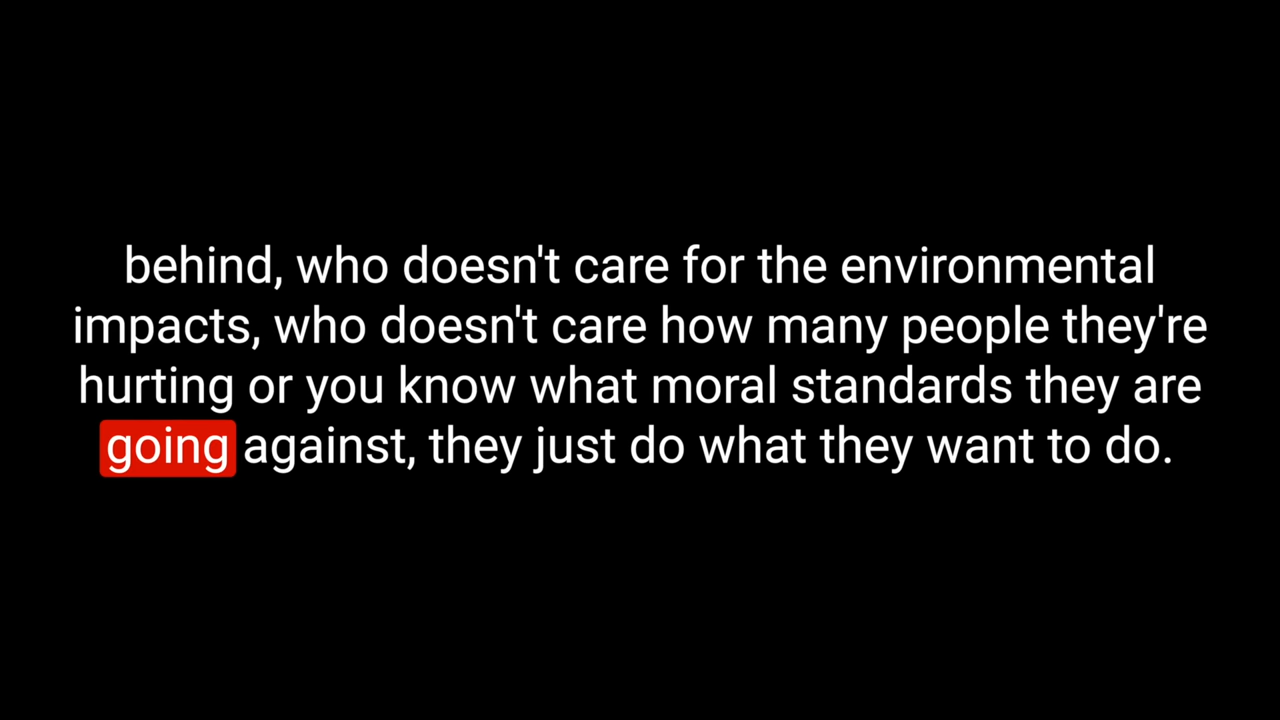 behind, who doesn't care for the environmental
impacts, who doesn't care how many people they're
hurting or you know what moral standards they are
going against, they just do what they want to do.